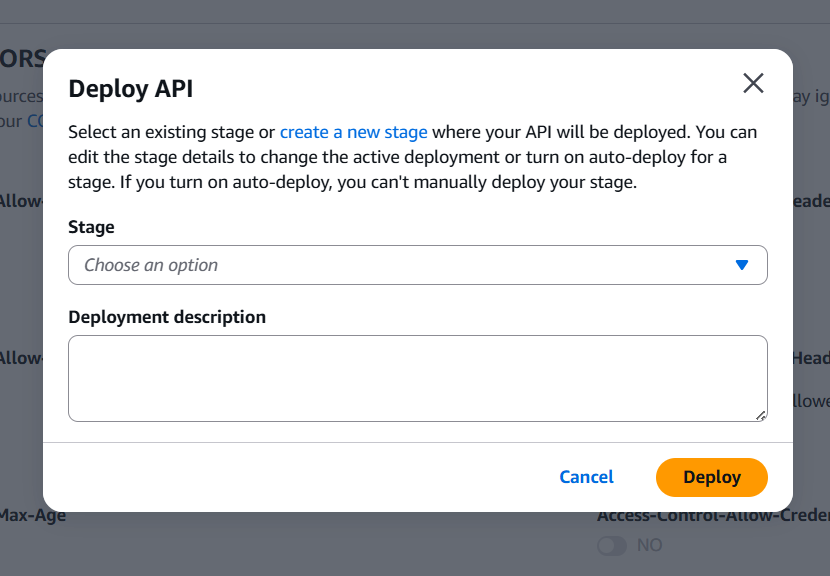 ORS
Deploy API
ources
ay ig
our CO
Select an existing stage or create a new stage where your API will be deployed. You can
edit the stage details to change the active deployment or turn on auto-deploy for a
stage. If you turn on auto-deploy, you can't manually deploy your stage.
Allow-
eade
Stage
Choose an option
Deployment description
Allow-
Head
llowe
Cancel
Deploy
Max-Age
Access-Control-Allow-Creder
NO